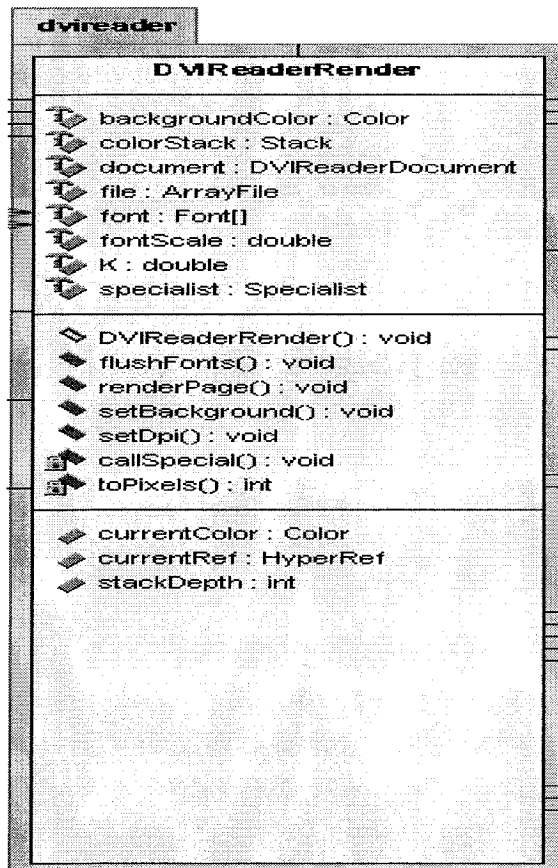 dvireader
DVIReaderRender
backgroundColor : Color
colorStack : Stack
document : DVIReaderDocument
file : ArrayFile
font : Font[]
fontScale : double
K : double
specialist : Specialist
DVIReaderRender() : void
flushFonts() : void
renderPage() : void
setBackground() : void
setDpi() : void
callSpecial() : void
toPixels() : int
currentColor : Color
currentRef : HyperRef
stackDepth : int